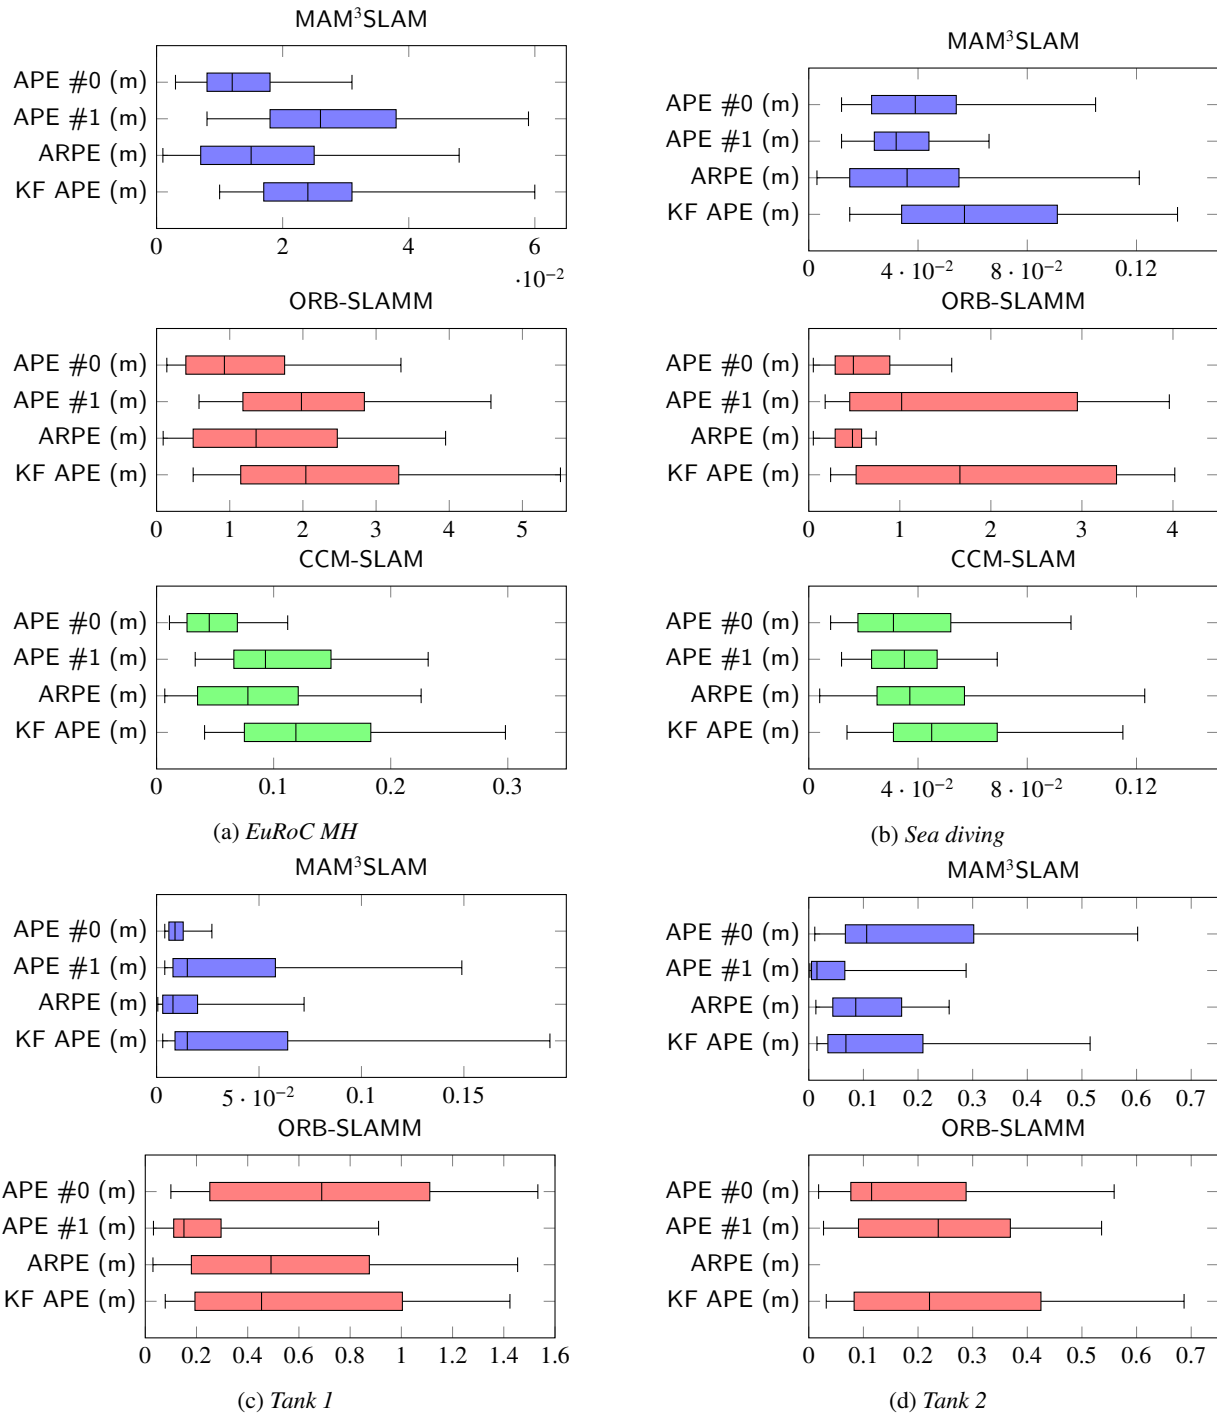 MAM³SLAM
APE #0 (m)
APE #1 (m)
ARPE (m)
KF APE (m)
0 2 4 6
·10⁻²
ORB-SLAMM
APE #0 (m)
APE #1 (m)
ARPE (m)
KF APE (m)
0 1 2 3 4 5
CCM-SLAM
APE #0 (m)
APE #1 (m)
ARPE (m)
KF APE (m)
0 0.1 0.2 0.3
(a) EuRoC MH
MAM³SLAM
APE #0 (m)
APE #1 (m)
ARPE (m)
KF APE (m)
0 4 · 10⁻² 8 · 10⁻² 0.12
ORB-SLAMM
APE #0 (m)
APE #1 (m)
ARPE (m)
KF APE (m)
0 1 2 3 4
CCM-SLAM
APE #0 (m)
APE #1 (m)
ARPE (m)
KF APE (m)
0 4 · 10⁻² 8 · 10⁻² 0.12
(b) Sea diving
MAM³SLAM
APE #0 (m)
APE #1 (m)
ARPE (m)
KF APE (m)
0 5 · 10⁻² 0.1 0.15
ORB-SLAMM
APE #0 (m)
APE #1 (m)
ARPE (m)
KF APE (m)
0 0.2 0.4 0.6 0.8 1 1.2 1.4 1.6
(c) Tank 1
MAM³SLAM
APE #0 (m)
APE #1 (m)
ARPE (m)
KF APE (m)
0 0.1 0.2 0.3 0.4 0.5 0.6 0.7
ORB-SLAMM
APE #0 (m)
APE #1 (m)
ARPE (m)
KF APE (m)
0 0.1 0.2 0.3 0.4 0.5 0.6 0.7
(d) Tank 2